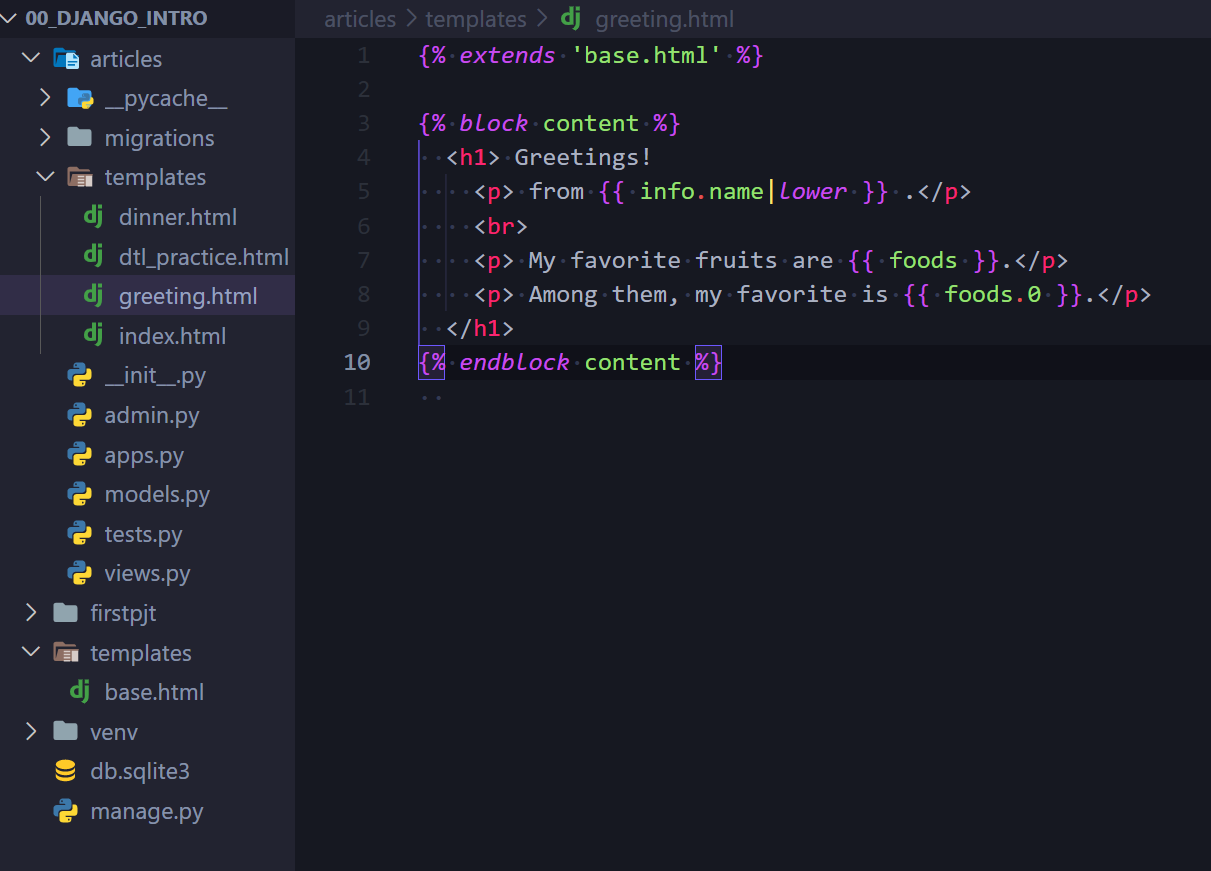 00_DJANGO_INTRO
articles
__pycache__
migrations
templates
dinner.html
dtl_practice.html
greeting.html
index.html
__init__.py
admin.py
apps.py
models.py
tests.py
views.py
firstpjt
templates
base.html
venv
db.sqlite3
manage.py
articles > templates > dj greeting.html
1 {% extends 'base.html' %}
2
3 {% block content %}
4 <h1> Greetings!
5 <p> from {{ info.name|lower }} .</p>
6 <br>
7 <p> My favorite fruits are {{ foods }}.</p>
8 <p> Among them, my favorite is {{ foods.0 }}.</p>
9 </h1>
10 {% endblock content %}
11